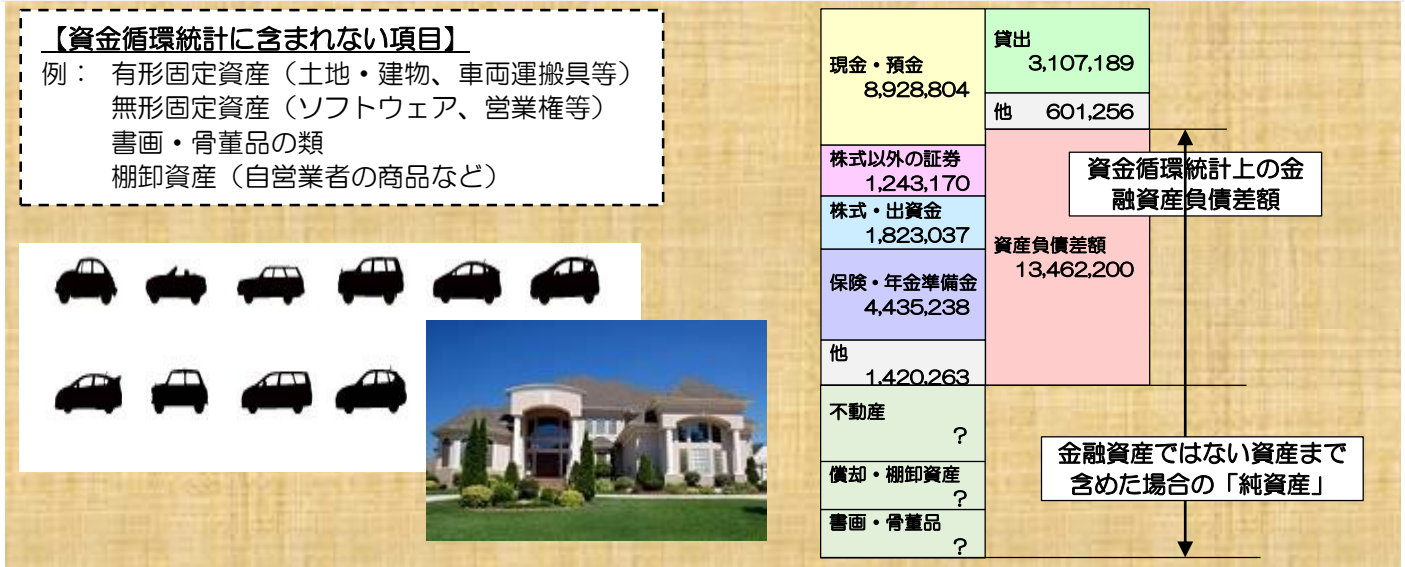 【資金循環統計に含まれない項目】
例： 有形固定資産（土地・建物、車両運搬具等）
無形固定資産（ソフトウェア、営業権等）
書画・骨董品の類
棚卸資産（自営業者の商品など）
現金・預金
8,928,804
株式以外の証券
1,243,170
株式・出資金
1,823,037
保険・年金準備金
4,435,238
他
1,420,263
不動産
？
償却・棚卸資産
？
書画・骨董品
？
貸出
3,107,189
他 601,256
資産負債差額
13,462,200
資金循環統計上の金
融資産負債差額
金融資産ではない資産まで
含めた場合の「純資産」